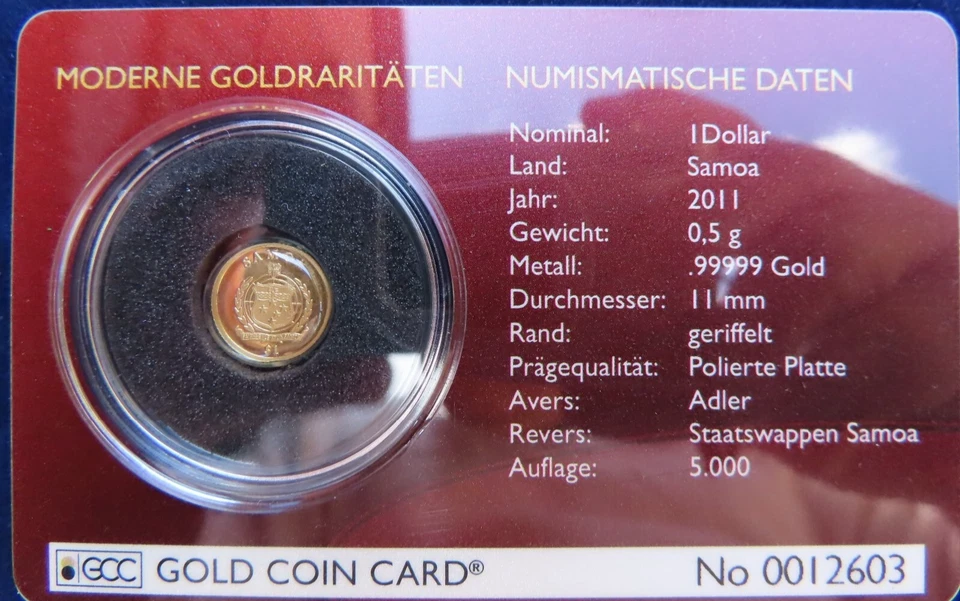 MODERNE GOLDRARITÄTEN
NUMISMATISCHE DATEN
Nominal: 1Dollar
Land: Samoa
Jahr: 2011
Gewicht: 0,5 g
Metall: .99999 Gold
Durchmesser: 11 mm
Rand: geriffelt
Prägequalität: Polierte Platte
Avers: Adler
Revers: Staatswappen Samoa
Auflage: 5.000
$1
GCC GOLD COIN CARD® No 0012603